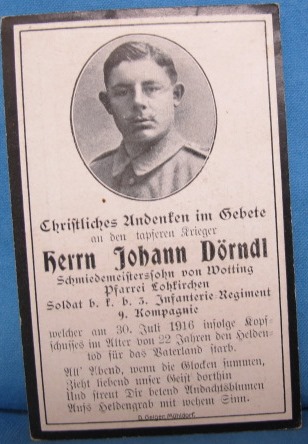 Christliches Andenken im Gebete
an den tapferen Krieger
Herrn Johann Dörndl
Schmiedemeisterssohn von Wotting
Pfarrei Lohkirchen
Soldat b. k. b. 5. Infanterie-Regiment
9. Kompagnie
welcher am 30. Juli 1916 infolge Kopf-
schusses im Alter von 22 Jahren den Helden-
tod für das Vaterland starb.
All' Abend, wenn die Glocken summen,
Zieht liebend unser Geist dorthin
Und streut Dir betend Andachtsblumen
Aufs Heldengrab mit wehem Sinn.
D. Geiger, Mühldorf.